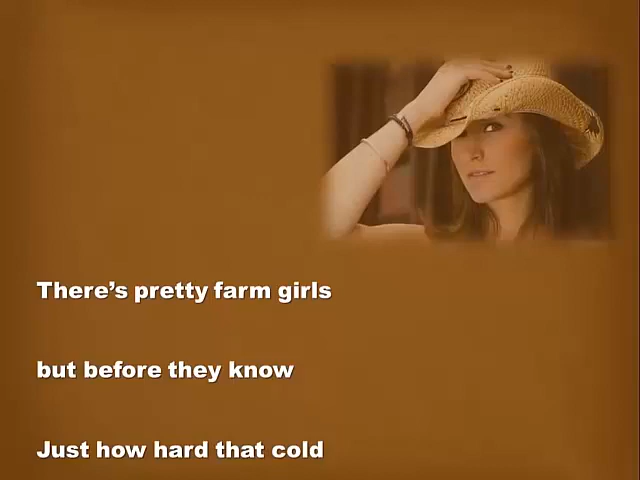 There’s pretty farm girls
but before they know
Just how hard that cold